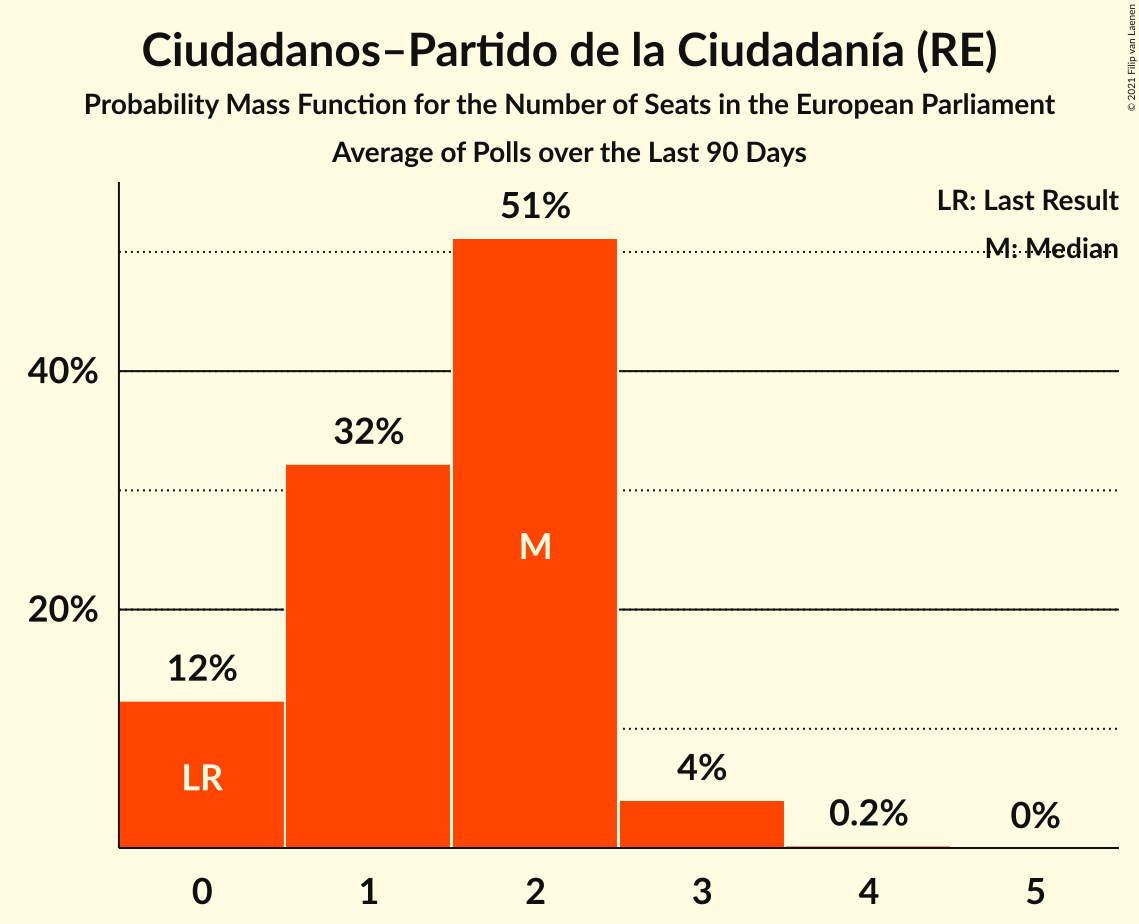 Ciudadanos–Partido de la Ciudadanía (RE)
Probability Mass Function for the Number of Seats in the European Parliament
Average of Polls over the Last 90 Days
© 2021 Filip van Laenen
LR: Last Result
M: Median
51%
40%
32%
M
20%
12%
LR
4%
0.2%
0%
0 1 2 3 4 5